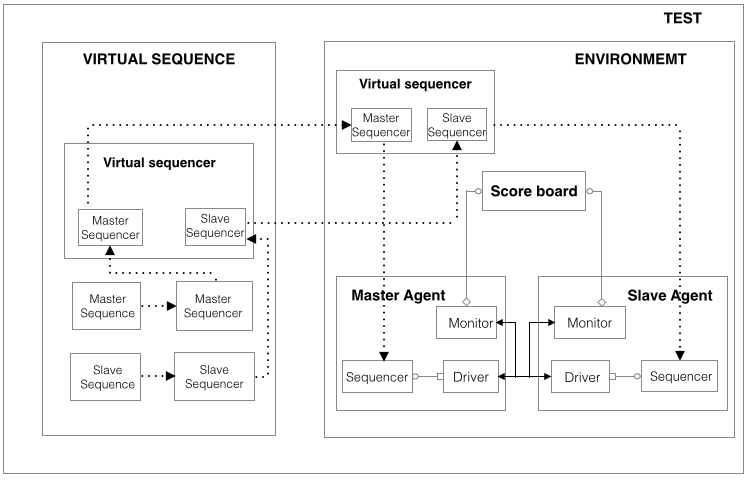 TEST
VIRTUAL SEQUENCE
ENVIRONMEMT
Virtual sequencer
Master
Sequencer
Slave
Sequencer
Virtual sequencer
Master
Sequencer
Slave
Sequencer
Master
Sequence
Master
Sequencer
Slave
Sequence
Slave
Sequencer
Score board
Master Agent
Monitor
Sequencer
Driver
Slave Agent
Monitor
Driver
Sequencer